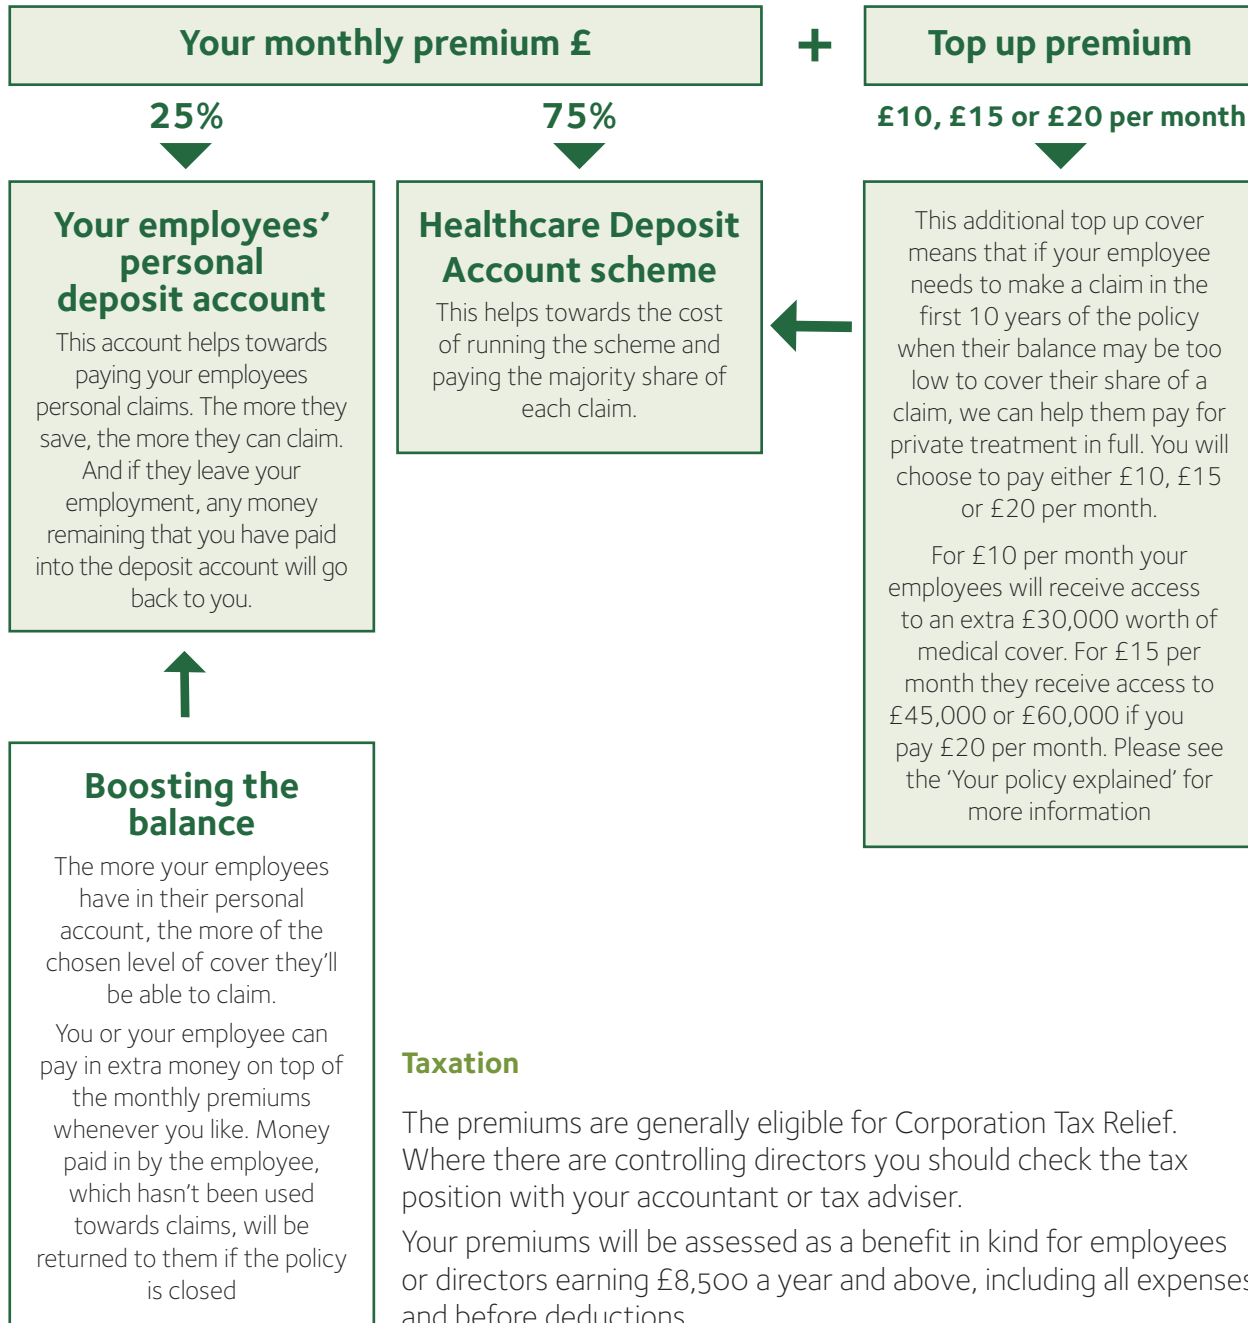 Your monthly premium £
+
Top up premium
25%
75%
£10, £15 or £20 per month
Your employees’
personal
deposit account
This account helps towards
paying your employees
personal claims. The more they
save, the more they can claim.
And if they leave your
employment, any money
remaining that you have paid
into the deposit account will go
back to you.
Healthcare Deposit
Account scheme
This helps towards the cost
of running the scheme and
paying the majority share of
each claim.
This additional top up cover
means that if your employee
needs to make a claim in the
first 10 years of the policy
when their balance may be too
low to cover their share of a
claim, we can help them pay for
private treatment in full. You will
choose to pay either £10, £15
or £20 per month.
For £10 per month your
employees will receive access
to an extra £30,000 worth of
medical cover. For £15 per
month they receive access to
£45,000 or £60,000 if you
pay £20 per month. Please see
the ‘Your policy explained’ for
more information
Boosting the
balance
The more your employees
have in their personal
account, the more of the
chosen level of cover they’ll
be able to claim.
You or your employee can
pay in extra money on top of
the monthly premiums
whenever you like. Money
paid in by the employee,
which hasn’t been used
towards claims, will be
returned to them if the policy
is closed
Taxation
The premiums are generally eligible for Corporation Tax Relief.
Where there are controlling directors you should check the tax
position with your accountant or tax adviser.
Your premiums will be assessed as a benefit in kind for employees
or directors earning £8,500 a year and above, including all expenses
and before deductions